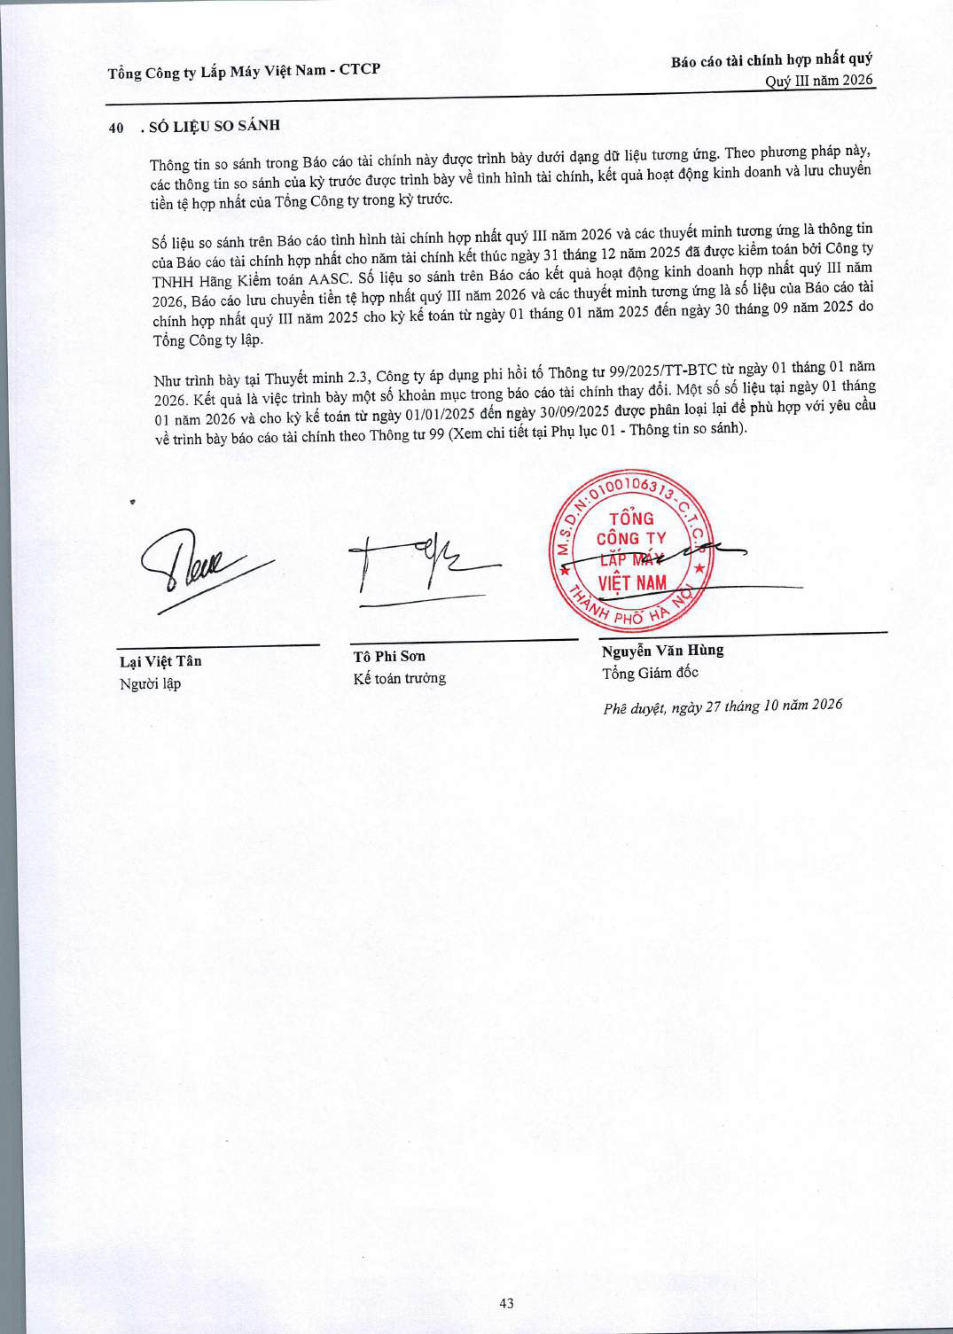 Tổng Công ty Lắp Máy Việt Nam - CTCP
Báo cáo tài chính hợp nhất quý
Quý III năm 2026
40 . SỐ LIỆU SO SÁNH
Thông tin so sánh trong Báo cáo tài chính này được trình bày dưới dạng dữ liệu tương ứng. Theo phương pháp này,
các thông tin so sánh của kỳ trước được trình bày về tình hình tài chính, kết quả hoạt động kinh doanh và lưu chuyển
tiền tệ hợp nhất của Tổng Công ty trong kỳ trước.
Số liệu so sánh trên Báo cáo tình hình tài chính hợp nhất quý III năm 2026 và các thuyết minh tương ứng là thông tin
của Báo cáo tài chính hợp nhất cho năm tài chính kết thúc ngày 31 tháng 12 năm 2025 đã được kiểm toán bởi Công ty
TNHH Hãng Kiểm toán AASC. Số liệu so sánh trên Báo cáo kết quả hoạt động kinh doanh hợp nhất quý III năm
2026, Báo cáo lưu chuyển tiền tệ hợp nhất quý III năm 2026 và các thuyết minh tương ứng là số liệu của Báo cáo tài
chính hợp nhất quý III năm 2025 cho kỳ kế toán từ ngày 01 tháng 01 năm 2025 đến ngày 30 tháng 09 năm 2025 do
Tổng Công ty lập.
Như trình bày tại Thuyết minh 2.3, Công ty áp dụng phi hồi tố Thông tư 99/2025/TT-BTC từ ngày 01 tháng 01 năm
2026. Kết quả là việc trình bày một số khoản mục trong báo cáo tài chính thay đổi. Một số số liệu tại ngày 01 tháng
01 năm 2026 và cho kỳ kế toán từ ngày 01/01/2025 đến ngày 30/09/2025 được phân loại lại để phù hợp với yêu cầu
về trình bày báo cáo tài chính theo Thông tư 99 (Xem chi tiết tại Phụ lục 01 - Thông tin so sánh).
M.S.D.N:0100106313-C.T.C.P
TỔNG
CÔNG TY
LẮP MÁY
VIỆT NAM
THÀNH PHỐ HÀ NỘI
Lại Việt Tân
Người lập
Tô Phi Sơn
Kế toán trưởng
Nguyễn Văn Hùng
Tổng Giám đốc
Phê duyệt, ngày 27 tháng 10 năm 2026
43